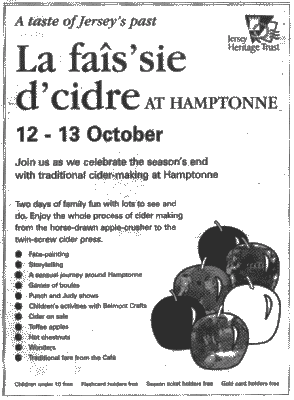 A taste of Jersey's past
Jersey
Heritage Trust
La faîs'sie
d'cidre AT HAMPTONNE
12 - 13 October
Join us as we celebrate the season's end
with traditional cider-making at Hamptonne
Two days of family fun with lots to see and
do. Enjoy the whole process of cider making
from the horse-drawn apple-crusher to the
twin-screw cider press.
Face-painting
Storytelling
A sensual journey around Hamptonne
Games of boules
Punch and Judy shows
Children's activities with Belmont Crafts
Cider on sale
Toffee apples
Hot chestnuts
Wonders
Traditional fare from the Café
Children under 10 free Flashcard holders free Season ticket holders free Gold card holders free